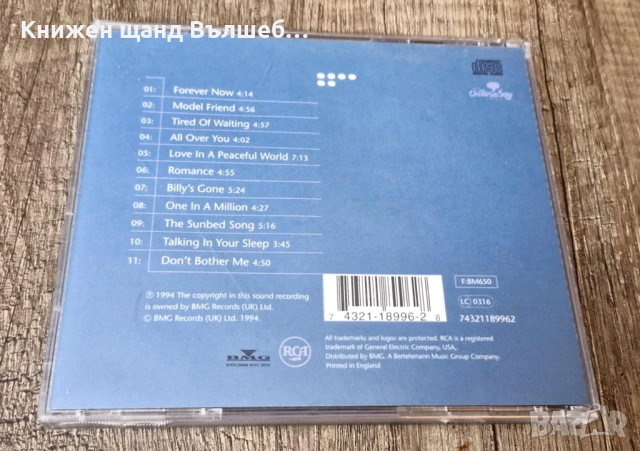 Книжен щанд Вълшеб...
01: Forever Now 4:14
02: Model Friend 4:56
03: Tired Of Waiting 4:57
04: All Over You 4:02
05: Love In A Peaceful World 7:13
06: Romance 4:55
07: Billy's Gone 5:24
08: One In A Million 4:27
09: The Sunbed Song 5:16
10: Talking In Your Sleep 3:45
11: Don't Bother Me 4:50
℗ 1994 The copyright in this sound recording
is owned by BMG Records (UK) Ltd.
© BMG Records (UK) Ltd. 1994.
BMG
RCA
7 4321-18996-2 8
F:BM650
LC 0316
74321189962
All trademarks and logos are protected. RCA is a registered
trademark of General Electric Company, USA.
Distributed by BMG. A Bertelsmann Music Group Company.
Printed in England.
bazar